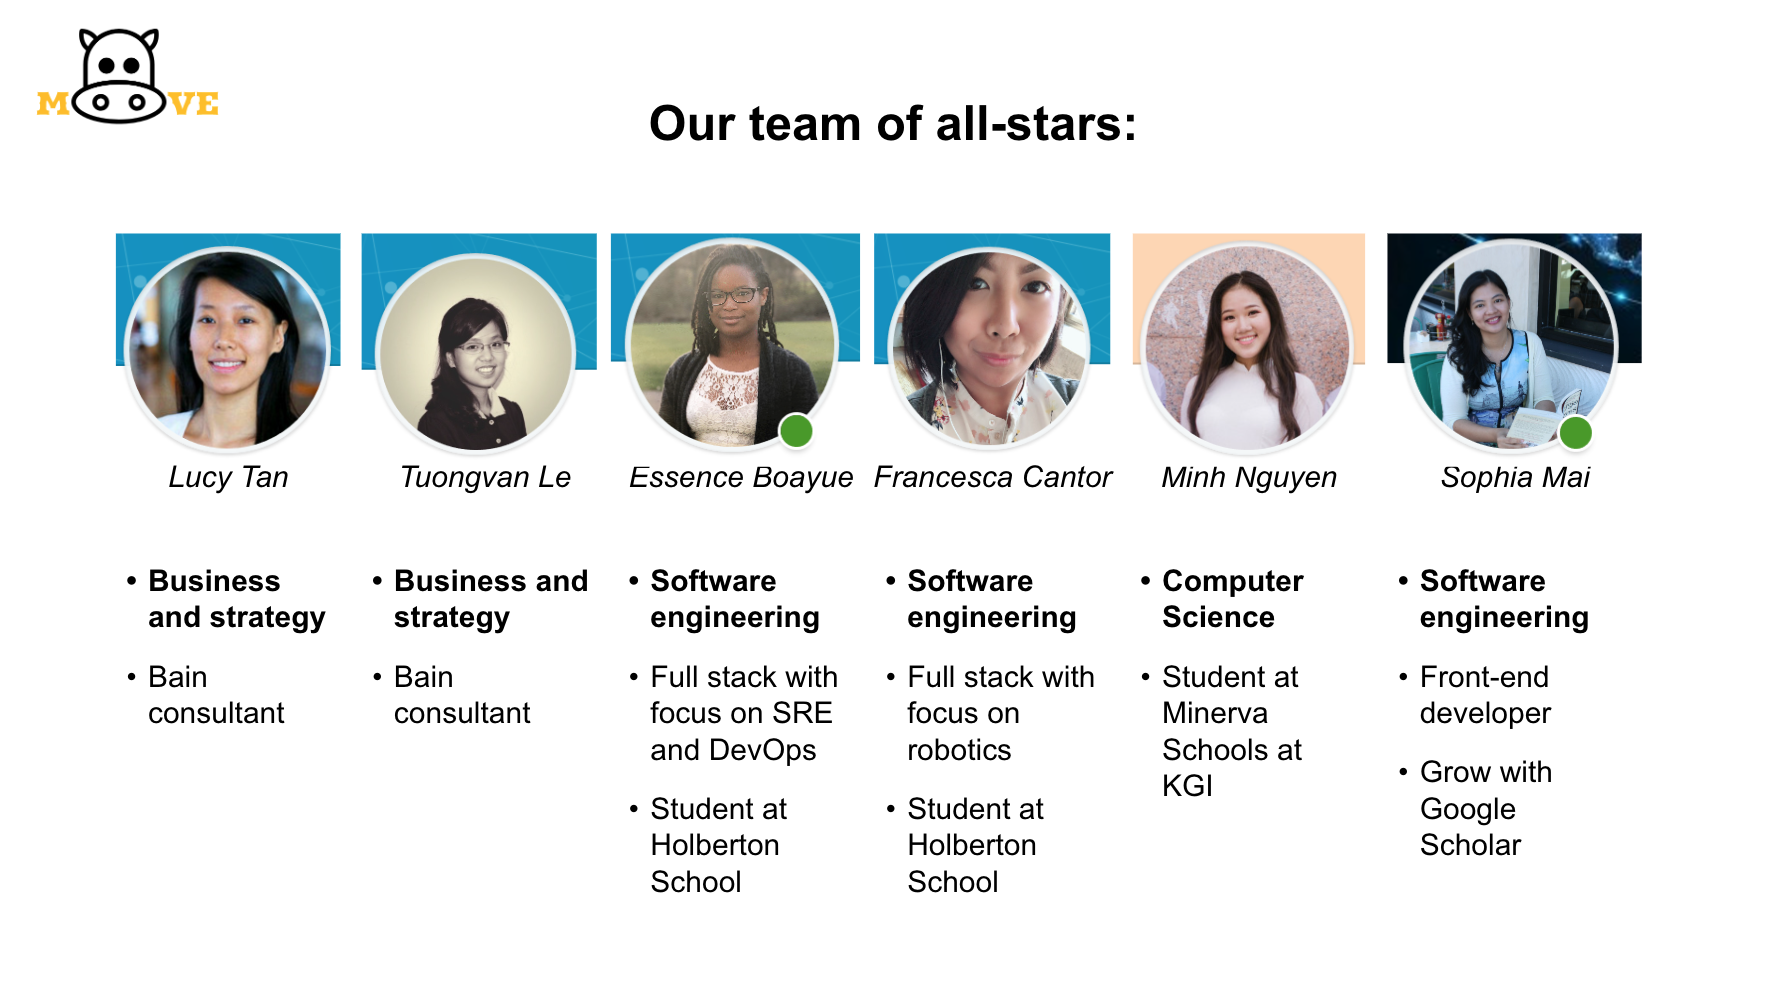 MOOVE
Our team of all-stars:
Lucy Tan
Tuongvan Le
Essence Boayue
Francesca Cantor
Minh Nguyen
Sophia Mai
• Business
and strategy
• Bain
consultant
• Business and
strategy
• Bain
consultant
• Software
engineering
• Full stack with
focus on SRE
and DevOps
• Student at
Holberton
School
• Software
engineering
• Full stack with
focus on
robotics
• Student at
Holberton
School
• Computer
Science
• Student at
Minerva
Schools at
KGI
• Software
engineering
• Front-end
developer
• Grow with
Google
Scholar